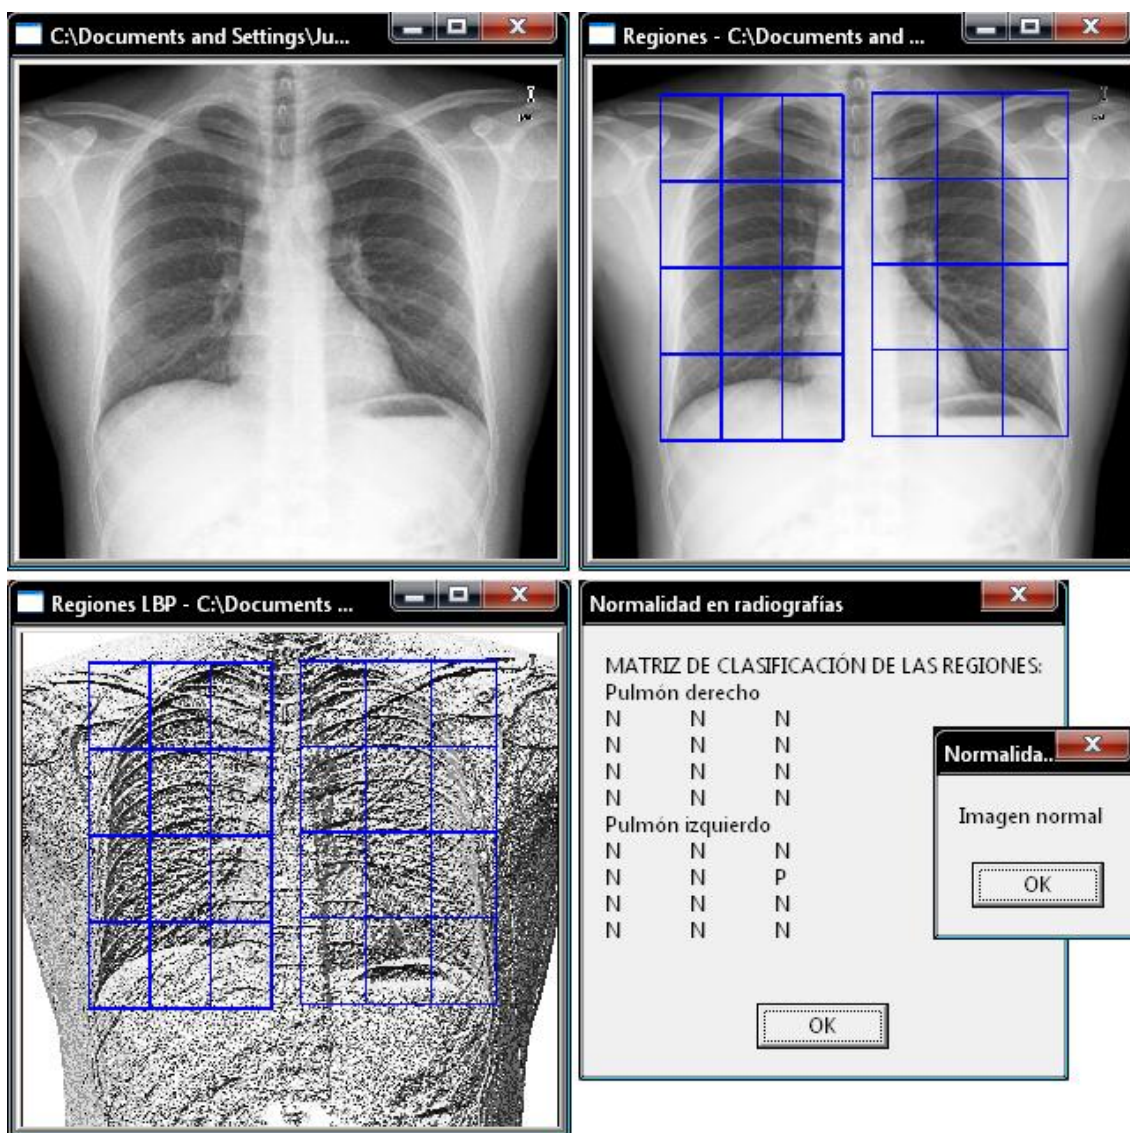 C:\Documents and Settings\Ju...
Regiones - C:\Documents and ...
Regiones LBP - C:\Documents ...
Normalidad en radiografías
MATRIZ DE CLASIFICACIÓN DE LAS REGIONES:
Pulmón derecho
N N N
N N N
N N N
N N N
Pulmón izquierdo
N N N
N N P
N N N
N N N
OK
Normalida...
Imagen normal
OK